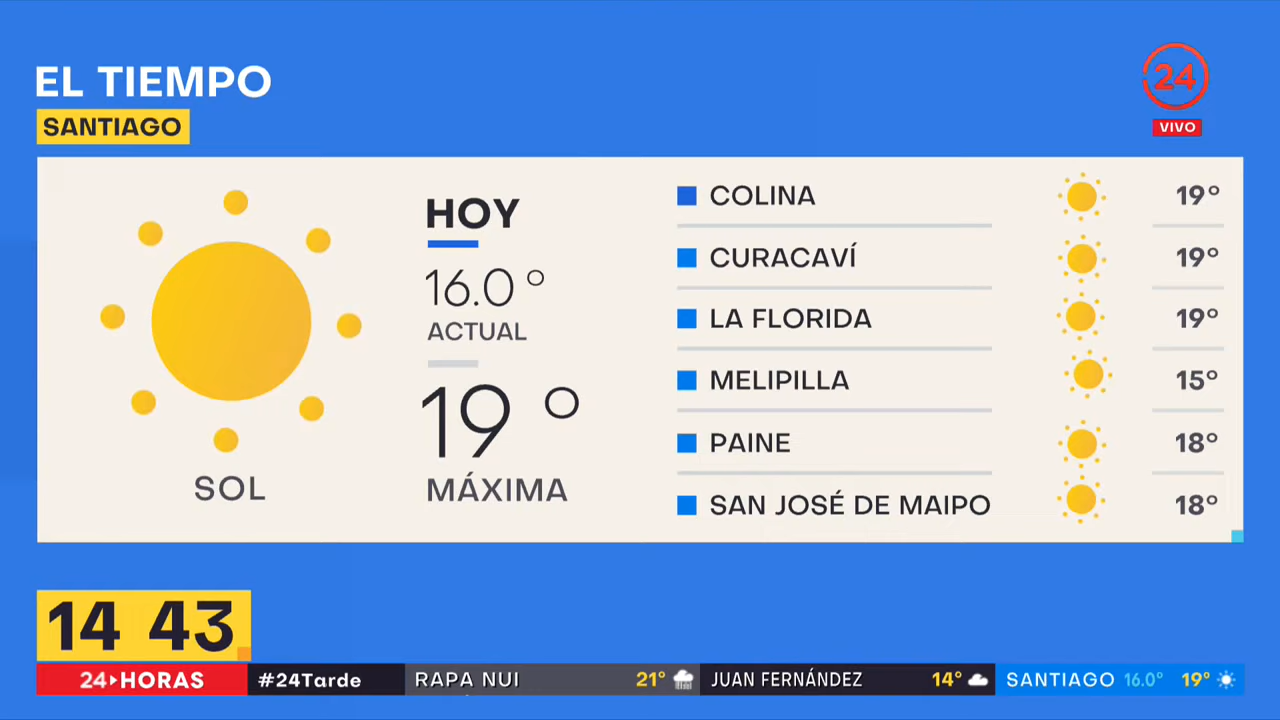 EL TIEMPO
SANTIAGO
24
VIVO
HOY
16.0 °
ACTUAL
19 °
MÁXIMA
SOL
COLINA 19°
CURACAVÍ 19°
LA FLORIDA 19°
MELIPILLA 15°
PAINE 18°
SAN JOSÉ DE MAIPO 18°
14 43
24 HORAS #24Tarde RAPA NUI 21° JUAN FERNÁNDEZ 14° SANTIAGO 16.0° 19°